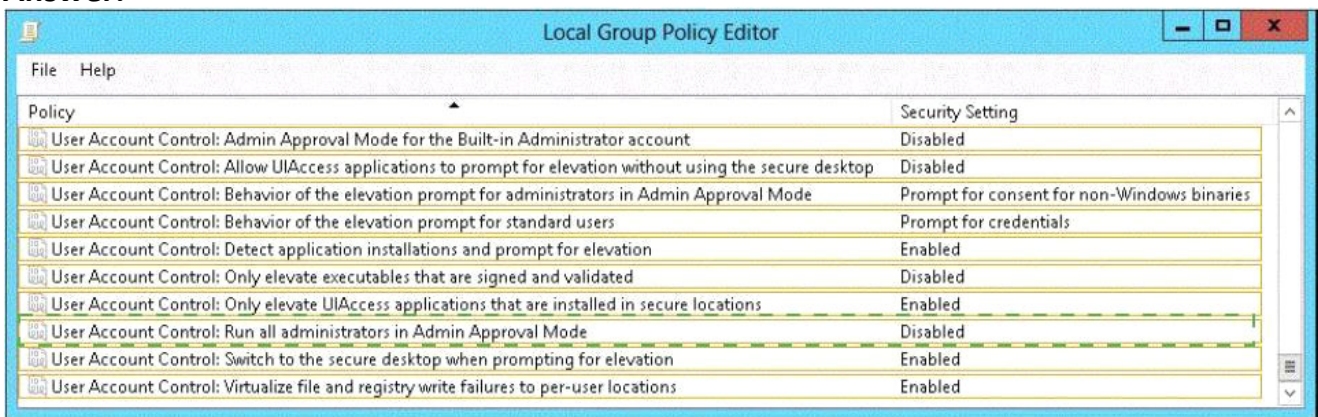 Local Group Policy Editor
File Help
Policy Security Setting
User Account Control: Admin Approval Mode for the Built-in Administrator account Disabled
User Account Control: Allow UIAccess applications to prompt for elevation without using the secure desktop Disabled
User Account Control: Behavior of the elevation prompt for administrators in Admin Approval Mode Prompt for consent for non-Windows binaries
User Account Control: Behavior of the elevation prompt for standard users Prompt for credentials
User Account Control: Detect application installations and prompt for elevation Enabled
User Account Control: Only elevate executables that are signed and validated Disabled
User Account Control: Only elevate UIAccess applications that are installed in secure locations Enabled
User Account Control: Run all administrators in Admin Approval Mode Disabled
User Account Control: Switch to the secure desktop when prompting for elevation Enabled
User Account Control: Virtualize file and registry write failures to per-user locations Enabled